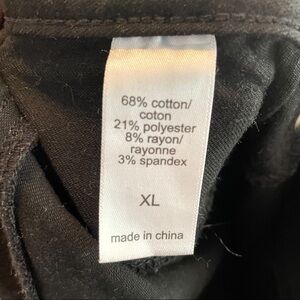 68% cotton/
coton
21% polyester
8% rayon/
rayonne
3% spandex
XL
made in china